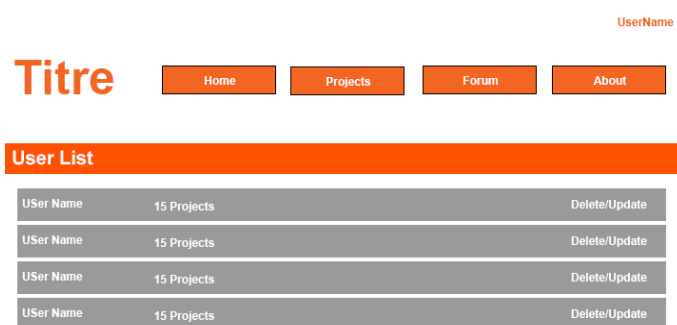 UserName
Titre
Home Projects Forum About
User List
USer Name 15 Projects Delete/Update
USer Name 15 Projects Delete/Update
USer Name 15 Projects Delete/Update
USer Name 15 Projects Delete/Update